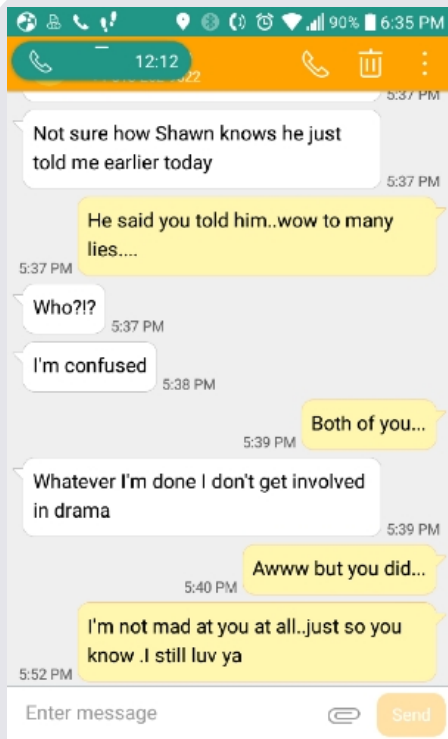 90% 6:35 PM
12:12
22
5:37 PM
Not sure how Shawn knows he just
told me earlier today
5:37 PM
He said you told him..wow to many
lies....
5:37 PM
Who?!?
5:37 PM
I'm confused
5:38 PM
Both of you...
5:39 PM
Whatever I'm done I don't get involved
in drama
5:39 PM
Awww but you did...
5:40 PM
I'm not mad at you at all..just so you
know .I still luv ya
5:52 PM
Enter message
Send